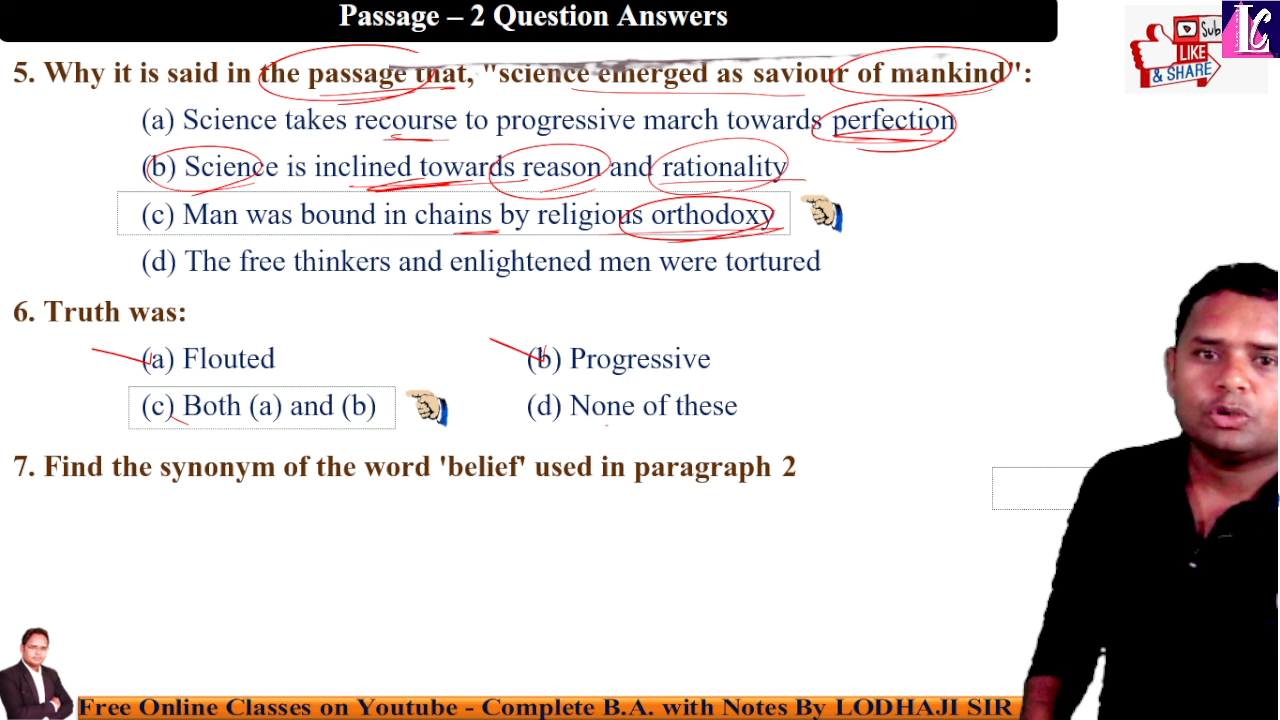 Passage – 2 Question Answers
LC
Sub
LIKE
& SHARE
5. Why it is said in the passage that, "science emerged as saviour of mankind":
(a) Science takes recourse to progressive march towards perfection
(b) Science is inclined towards reason and rationality
(c) Man was bound in chains by religious orthodoxy
(d) The free thinkers and enlightened men were tortured
6. Truth was:
(a) Flouted (b) Progressive
(c) Both (a) and (b) (d) None of these
7. Find the synonym of the word 'belief' used in paragraph 2
Free Online Classes on Youtube - Complete B.A. with Notes By LODHAJI SIR